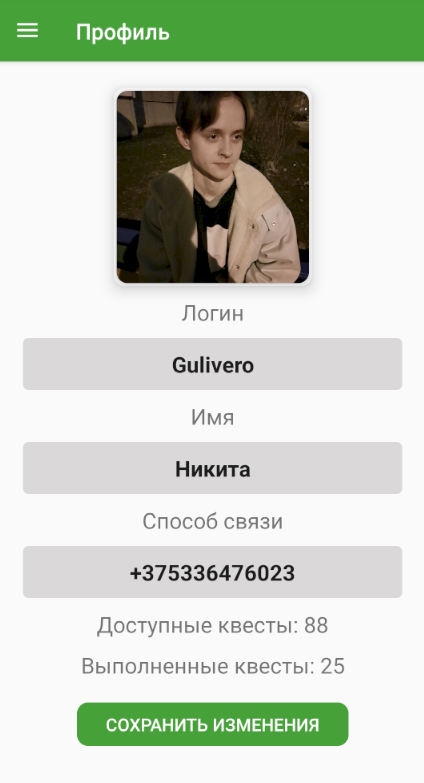 Профиль
Логин
Gulivero
Имя
Никита
Способ связи
+375336476023
Доступные квесты: 88
Выполненные квесты: 25
СОХРАНИТЬ ИЗМЕНЕНИЯ